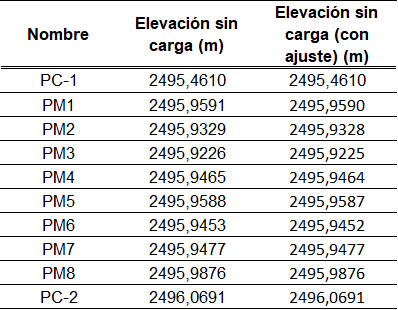 Nombre Elevación sin carga (m) Elevación sin carga (con ajuste) (m)
PC-1 2495,4610 2495,4610
PM1 2495,9591 2495,9590
PM2 2495,9329 2495,9328
PM3 2495,9226 2495,9225
PM4 2495,9465 2495,9464
PM5 2495,9588 2495,9587
PM6 2495,9453 2495,9452
PM7 2495,9477 2495,9477
PM8 2495,9876 2495,9876
PC-2 2496,0691 2496,0691